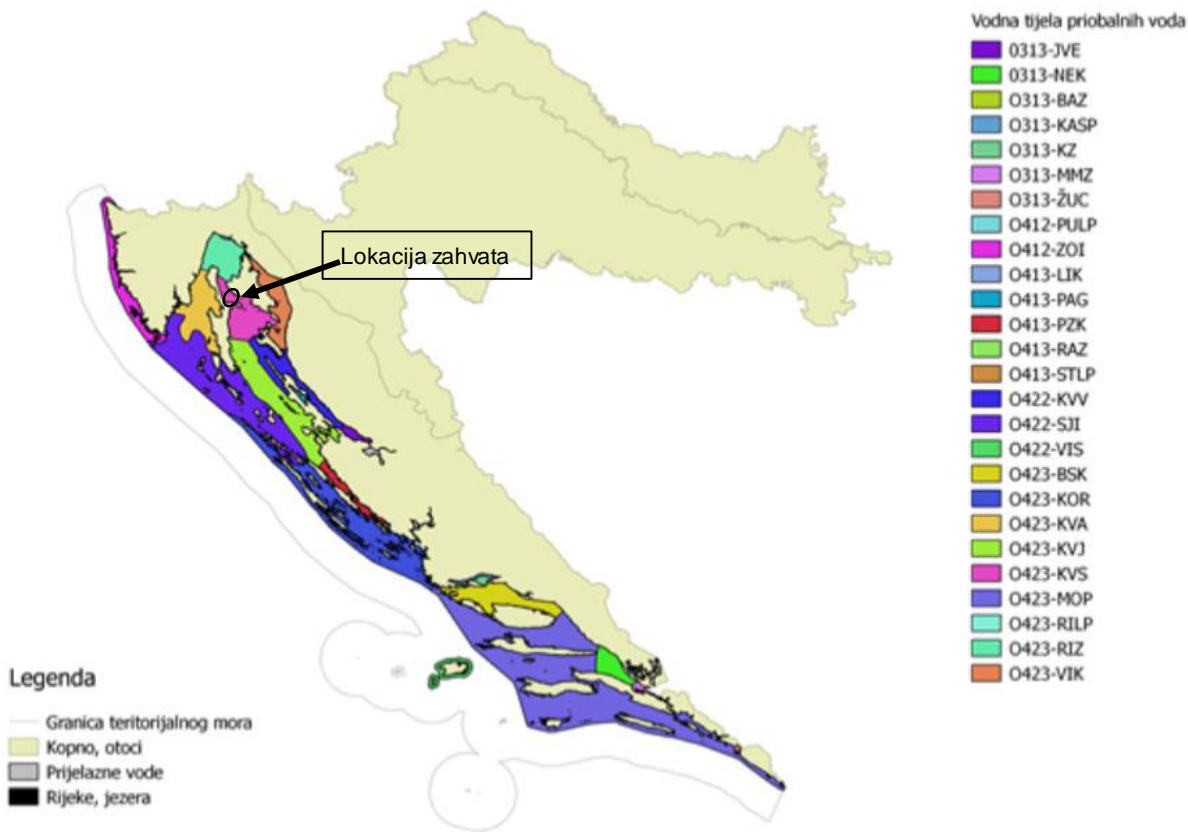 Vodna tijela priobalnih voda
0313-JVE
0313-NEK
O313-BAZ
O313-KASP
O313-KZ
O313-MMZ
O313-ŽUC
O412-PULP
O412-ZOI
O413-LIK
O413-PAG
O413-PZK
O413-RAZ
O413-STLP
O422-KVV
O422-SJI
O422-VIS
O423-BSK
O423-KOR
O423-KVA
O423-KVJ
O423-KVS
O423-MOP
O423-RILP
O423-RIZ
O423-VIK
Lokacija zahvata
Legenda
Granica teritorijalnog mora
Kopno, otoci
Prijelazne vode
Rijeke, jezera